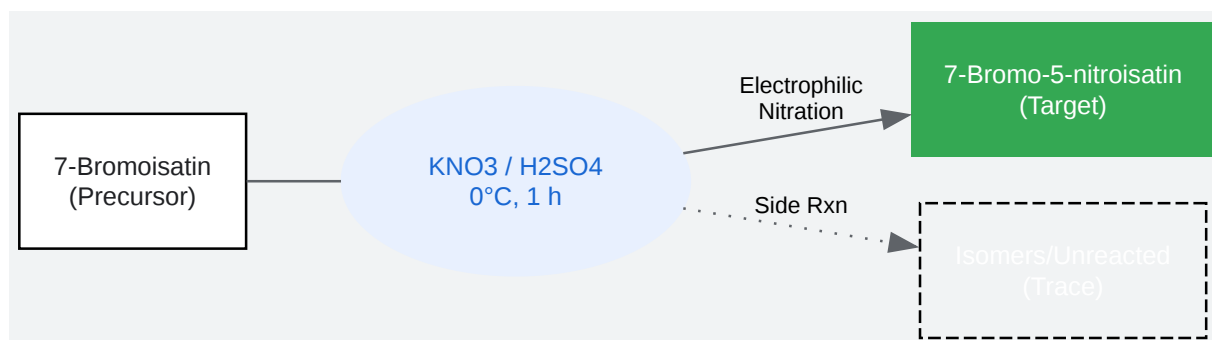 7-Bromoisatin
(Precursor)
KNO3 / H2SO4
0°C, 1 h
Electrophilic
Nitration
7-Bromo-5-nitroisatin
(Target)
Side Rxn
Isomers/Unreacted
(Trace)